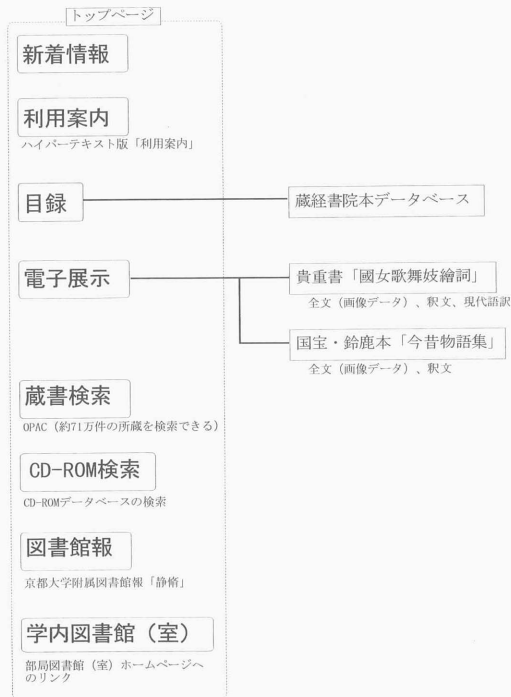 トップページ
新着情報
利用案内
ハイパーテキスト版「利用案内」
目録
蔵経書院本データベース
電子展示
貴重書「國女歌舞妓繪詞」
全文（画像データ）、釈文、現代語訳
国宝・鈴鹿本「今昔物語集」
全文（画像データ）、釈文
蔵書検索
OPAC（約71万件の所蔵を検索できる）
CD-ROM検索
CD-ROMデータベースの検索
図書館報
京都大学附属図書館報「静脩」
学内図書館（室）
部局図書館（室）ホームページへ
のリンク